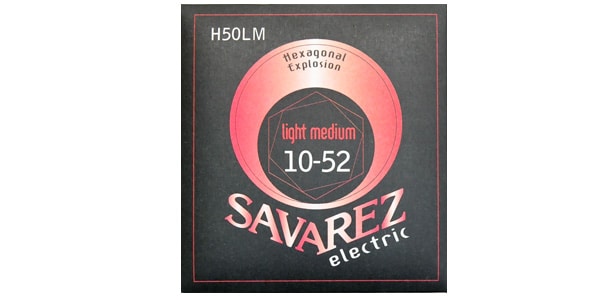 H50LM
Hexagonal
Explosion
light medium
10-52
SAVAREZ
electric